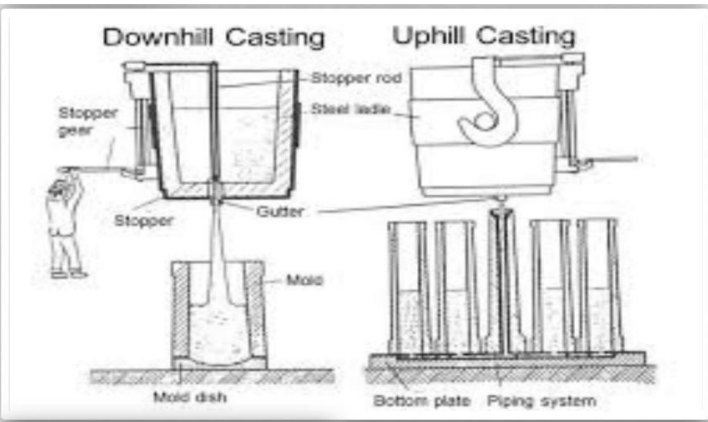 Downhill Casting
Uphill Casting
Stopper rod
Stopper
gear
Steel ladle
Stopper
Gutter
Mold
Mold dish
Bottom plate
Piping system